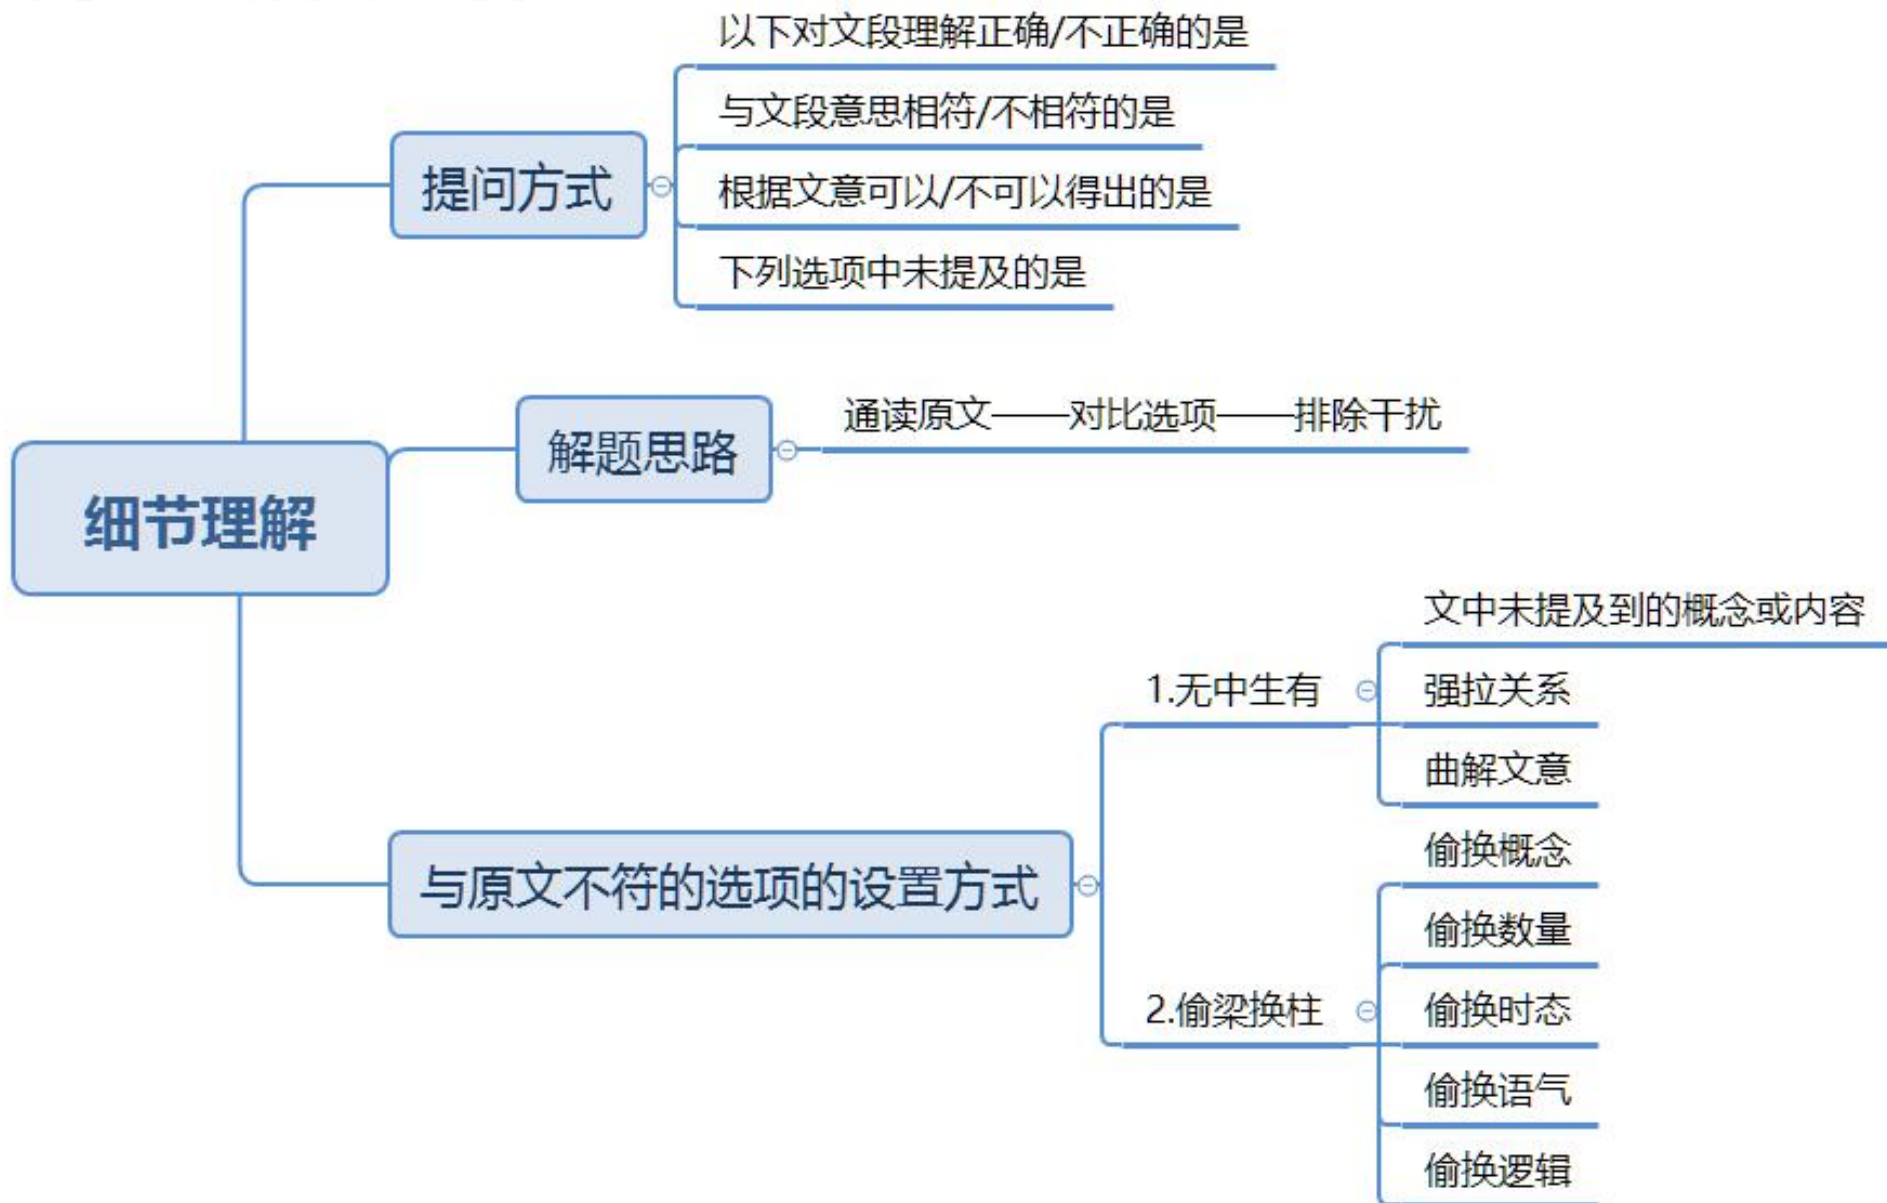 以下对文段理解正确/不正确的是
与文段意思相符/不相符的是
提问方式
根据文意可以/不可以得出的是
下列选项中未提及的是
通读原文——对比选项——排除干扰
解题思路
细节理解
文中未提及到的概念或内容
1.无中生有
强拉关系
曲解文意
与原文不符的选项的设置方式
偷换概念
偷换数量
2.偷梁换柱
偷换时态
偷换语气
偷换逻辑